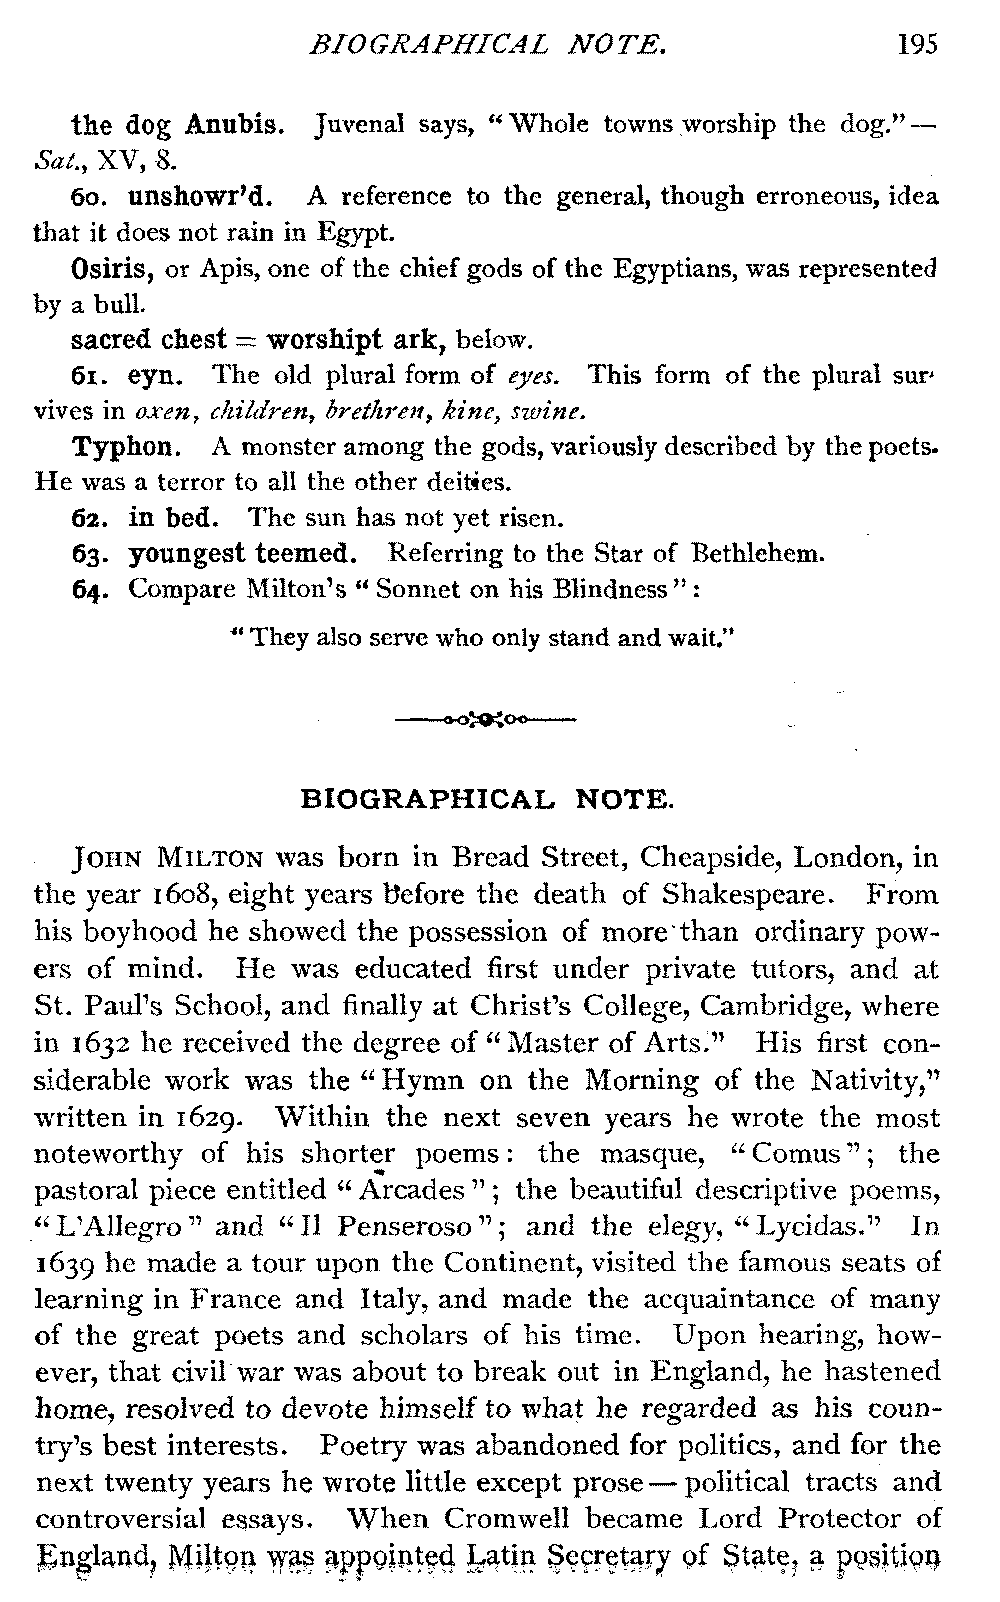 BIOGRAPHICAL NOTE. 195
the dog Anubis. Juvenal says, “Whole towns worship the dog.”—
Sat., XV, 8.
60. unshowr’d. A reference to the general, though erroneous, idea
that it does not rain in Egypt.
Osiris, or Apis, one of the chief gods of the Egyptians, was represented
by a bull.
sacred chest = worshipt ark, below.
61. eyn. The old plural form of eyes. This form of the plural sur-
vives in oxen, children, brethren, kine, swine.
Typhon. A monster among the gods, variously described by the poets.
He was a terror to all the other deities.
62. in bed. The sun has not yet risen.
63. youngest teemed. Referring to the Star of Bethlehem.
64. Compare Milton’s “Sonnet on his Blindness”:
“They also serve who only stand and wait.”
BIOGRAPHICAL NOTE.
JOHN MILTON was born in Bread Street, Cheapside, London, in
the year 1608, eight years before the death of Shakespeare. From
his boyhood he showed the possession of more than ordinary pow-
ers of mind. He was educated first under private tutors, and at
St. Paul’s School, and finally at Christ’s College, Cambridge, where
in 1632 he received the degree of “Master of Arts.” His first con-
siderable work was the “Hymn on the Morning of the Nativity,”
written in 1629. Within the next seven years he wrote the most
noteworthy of his shorter poems: the masque, “Comus”; the
pastoral piece entitled “Arcades”; the beautiful descriptive poems,
“L’Allegro” and “Il Penseroso”; and the elegy, “Lycidas.” In
1639 he made a tour upon the Continent, visited the famous seats of
learning in France and Italy, and made the acquaintance of many
of the great poets and scholars of his time. Upon hearing, how-
ever, that civil war was about to break out in England, he hastened
home, resolved to devote himself to what he regarded as his coun-
try’s best interests. Poetry was abandoned for politics, and for the
next twenty years he wrote little except prose—political tracts and
controversial essays. When Cromwell became Lord Protector of
England, Milton was appointed Latin Secretary of State, a position